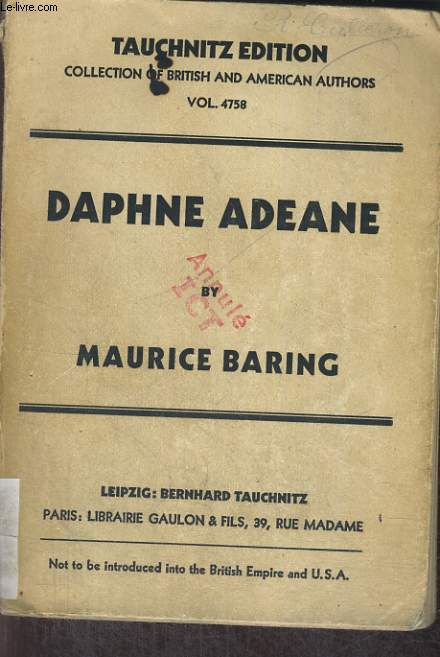 www.le-livre.com
TAUCHNITZ EDITION
COLLECTION OF BRITISH AND AMERICAN AUTHORS
VOL. 4758
DAPHNE ADEANE
Annulé
ICT
BY
MAURICE BARING
LEIPZIG: BERNHARD TAUCHNITZ
PARIS: LIBRAIRIE GAULON & FILS, 39, RUE MADAME
Not to be introduced into the British Empire and U.S.A.